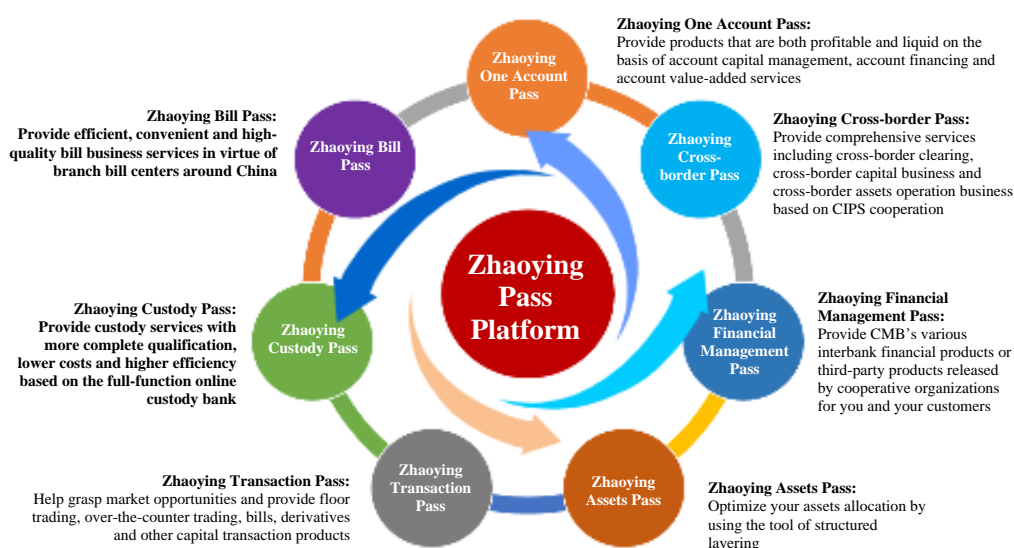 Zhaoying One Account Pass:
Provide products that are both profitable and liquid on the
basis of account capital management, account financing and
account value-added services
Zhaoying
One Account
Pass
Zhaoying Bill Pass:
Provide efficient, convenient and high-
quality bill business services in virtue of
branch bill centers around China
Zhaoying Bill
Pass
Zhaoying
Cross-
border Pass
Zhaoying Cross-border Pass:
Provide comprehensive services
including cross-border clearing,
cross-border capital business and
cross-border assets operation business
based on CIPS cooperation
Zhaoying
Pass
Platform
Zhaoying Custody Pass:
Provide custody services with
more complete qualification,
lower costs and higher efficiency
based on the full-function online
custody bank
Zhaoying
Custody Pass
Zhaoying
Financial
Management
Pass
Zhaoying Financial
Management Pass:
Provide CMB's various
interbank financial products or
third-party products released
by cooperative organizations
for you and your customers
Zhaoying Transaction Pass:
Help grasp market opportunities and provide floor
trading, over-the-counter trading, bills, derivatives
and other capital transaction products
Zhaoying
Transaction
Pass
Zhaoying
Assets Pass
Zhaoying Assets Pass:
Optimize your assets allocation by
using the tool of structured
layering